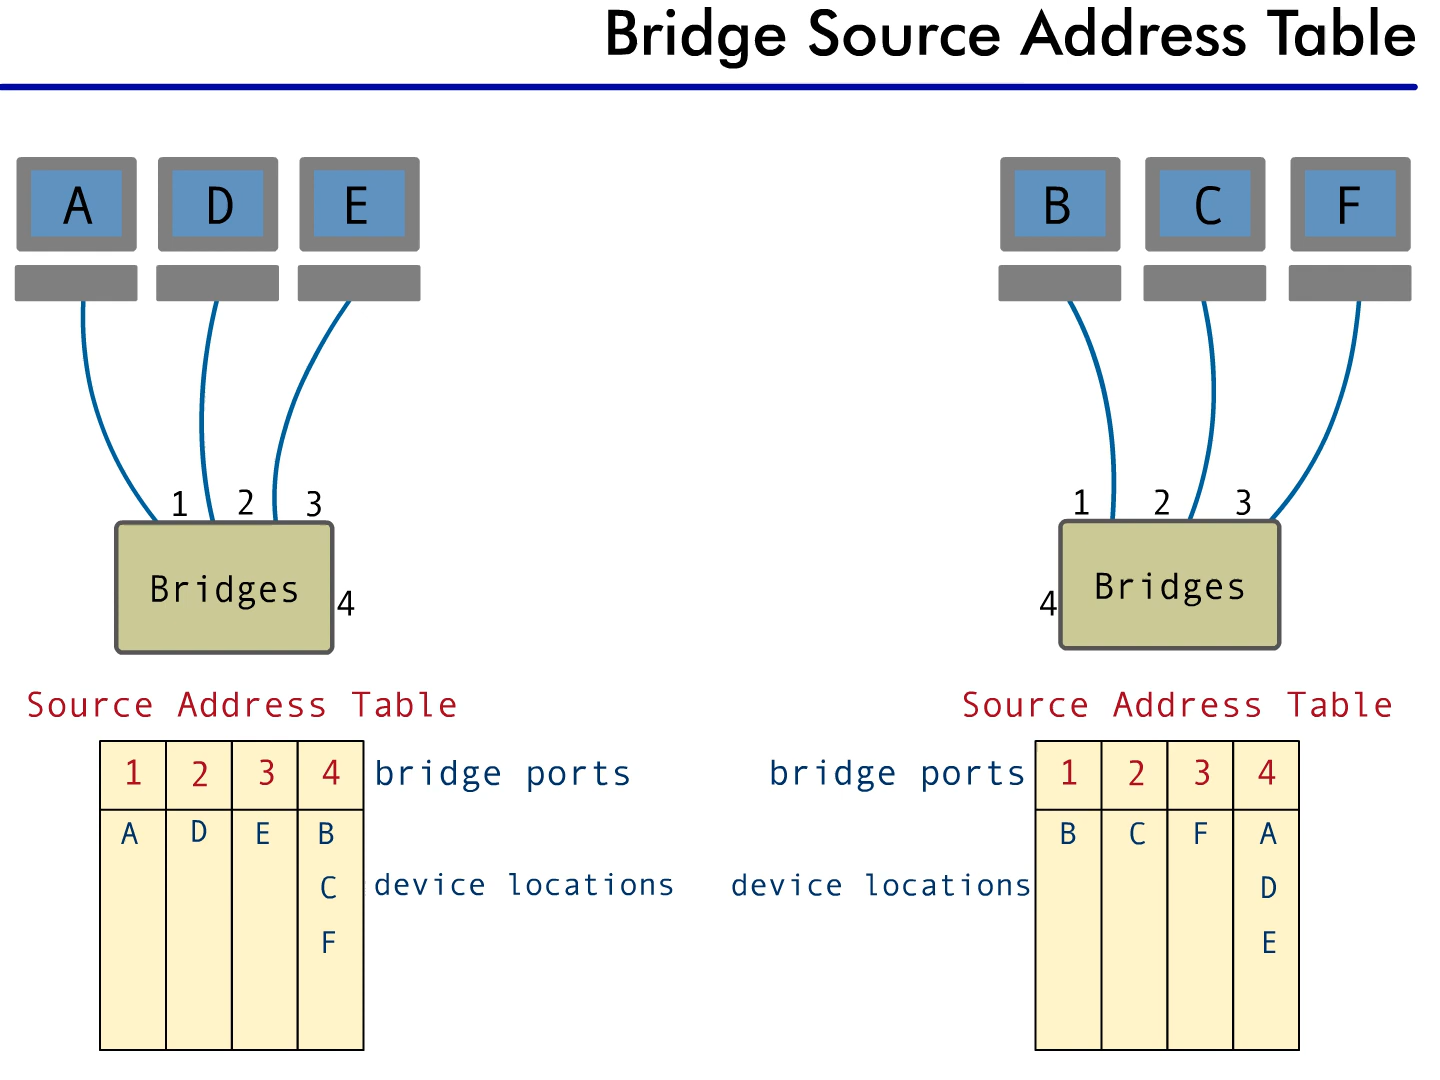 Bridge Source Address Table
A D E
B C F
1 2 3
1 2 3
Bridges
4
4
Bridges
Source Address Table
Source Address Table
1 2 3 4 bridge ports
A D E B
C
device locations
F
bridge ports 1 2 3 4
B C F A
D
device locations
E